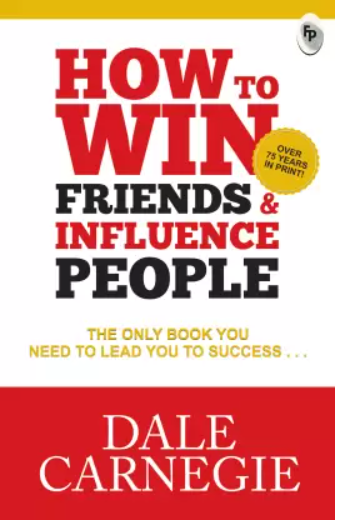 FP
HOW TO
WIN
OVER
75 YEARS
IN PRINT!
FRIENDS &
INFLUENCE
PEOPLE
THE ONLY BOOK YOU
NEED TO LEAD YOU TO SUCCESS . . .
DALE
CARNEGIE